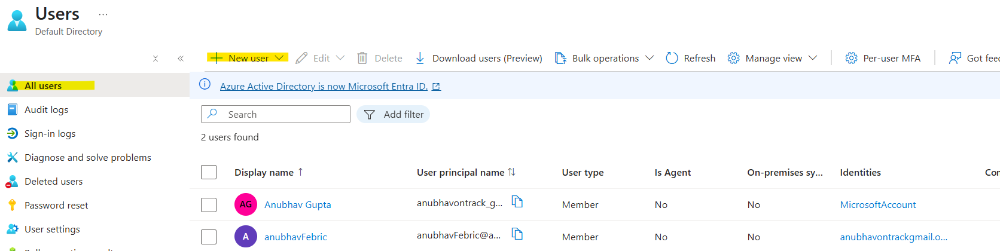 Users ...
Default Directory
New user Edit Delete Download users (Preview) Bulk operations Refresh Manage view Per-user MFA Got feed
All users
Azure Active Directory is now Microsoft Entra ID.
Audit logs
Search Add filter
Sign-in logs
2 users found
Diagnose and solve problems
Deleted users
Display name User principal name User type Is Agent On-premises sy... Identities Cor
Password reset
AG Anubhav Gupta anubhavontrack_g... Member No No MicrosoftAccount
User settings
A anubhavFebric anubhavFebric@a... Member No No anubhavontrackgmail.o...